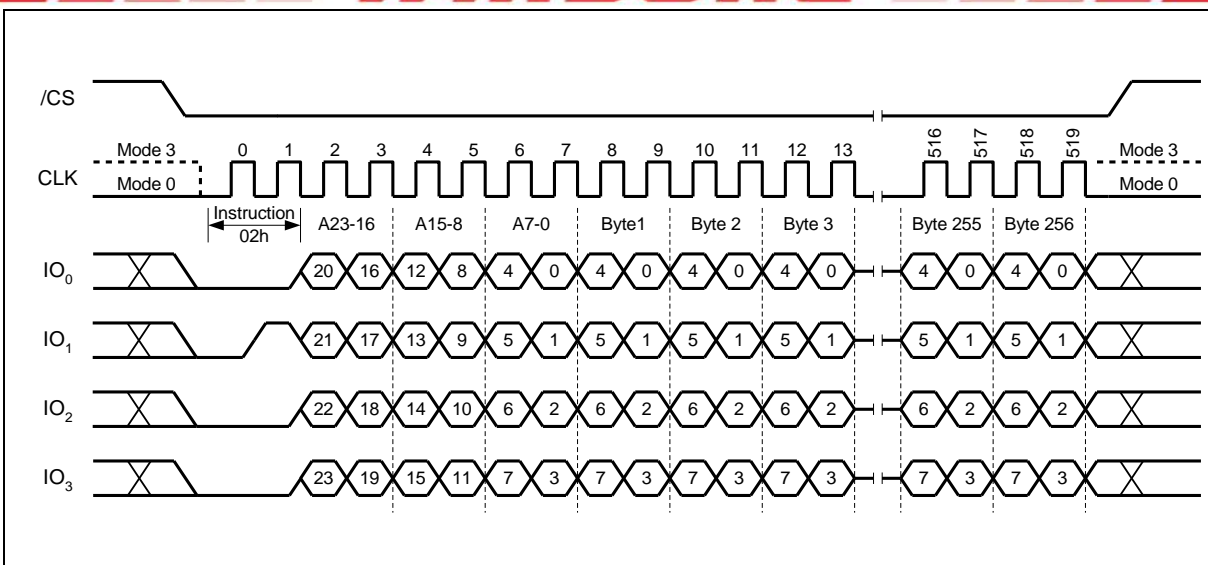 /CS
Mode 3 0 1 2 3 4 5 6 7 8 9 10 11 12 13 516 517 518 519 Mode 3
CLK
Mode 0 Mode 0
Instruction
02h
A23-16 A15-8 A7-0 Byte1 Byte 2 Byte 3 Byte 255 Byte 256
IO0 20 16 12 8 4 0 4 0 4 0 4 0 4 0 4 0
IO1 21 17 13 9 5 1 5 1 5 1 5 1 5 1 5 1
IO2 22 18 14 10 6 2 6 2 6 2 6 2 6 2 6 2
IO3 23 19 15 11 7 3 7 3 7 3 7 3 7 3 7 3